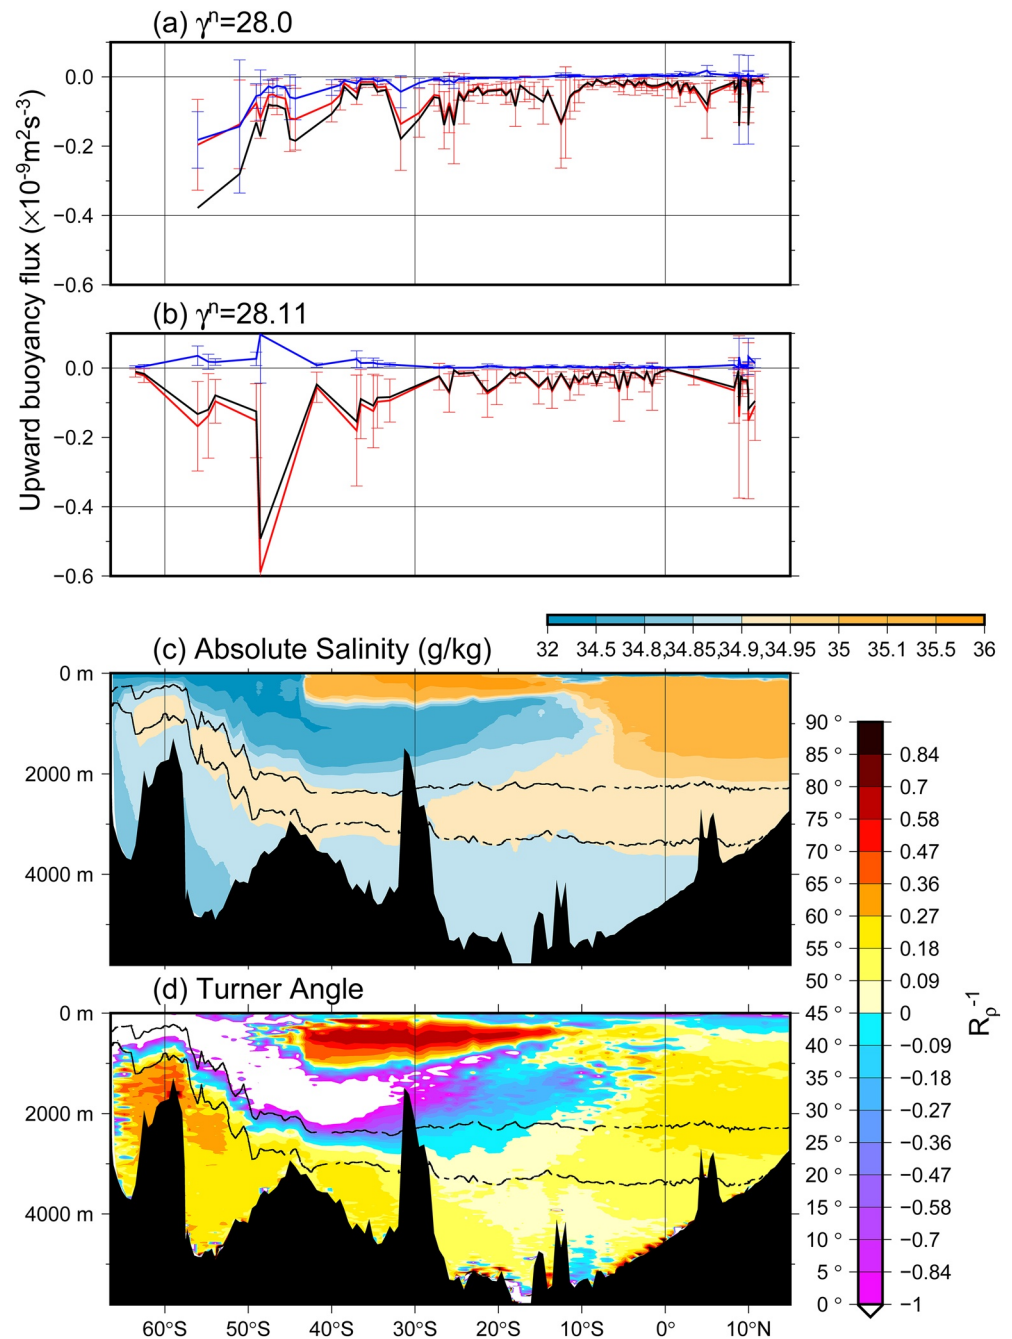 (a) γⁿ=28.0
Upward buoyancy flux (×10⁻⁹m²s⁻³)
0.0
−0.2
−0.4
−0.6
(b) γⁿ=28.11
0.0
−0.2
−0.4
−0.6
32 34.5 34.8,34.85,34.9,34.95 35 35.1 35.5 36
(c) Absolute Salinity (g/kg)
0 m
2000 m
4000 m
(d) Turner Angle
0 m
2000 m
4000 m
60°S 50°S 40°S 30°S 20°S 10°S 0° 10°N
90 °
85 ° 0.84
80 ° 0.7
75 ° 0.58
70 ° 0.47
65 ° 0.36
60 ° 0.27
55 ° 0.18
50 ° 0.09
45 ° 0
40 ° −0.09
35 ° −0.18
30 ° −0.27
25 ° −0.36
20 ° −0.47
15 ° −0.58
10 ° −0.7
5 ° −0.84
0 ° −1
Rρ⁻¹